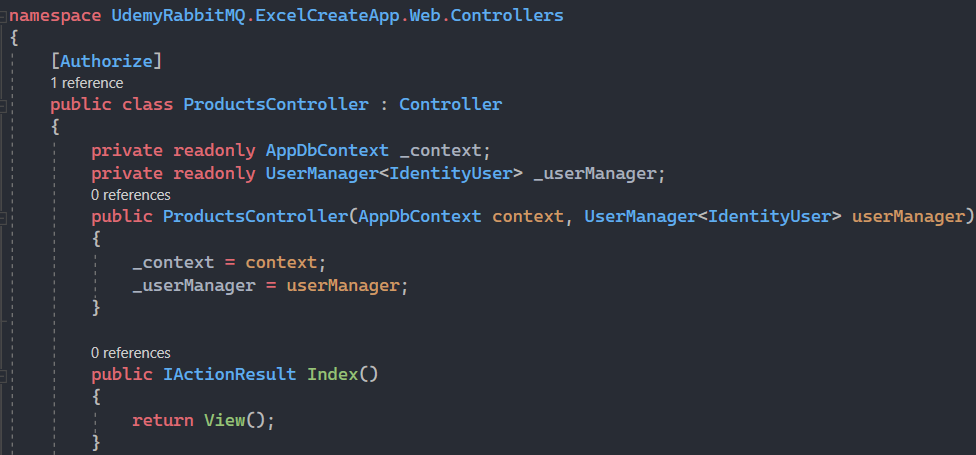 namespace UdemyRabbitMQ.ExcelCreateApp.Web.Controllers
{
[Authorize]
1 reference
public class ProductsController : Controller
{
private readonly AppDbContext _context;
private readonly UserManager<IdentityUser> _userManager;
0 references
public ProductsController(AppDbContext context, UserManager<IdentityUser> userManager)
{
_context = context;
_userManager = userManager;
}
0 references
public IActionResult Index()
{
return View();
}